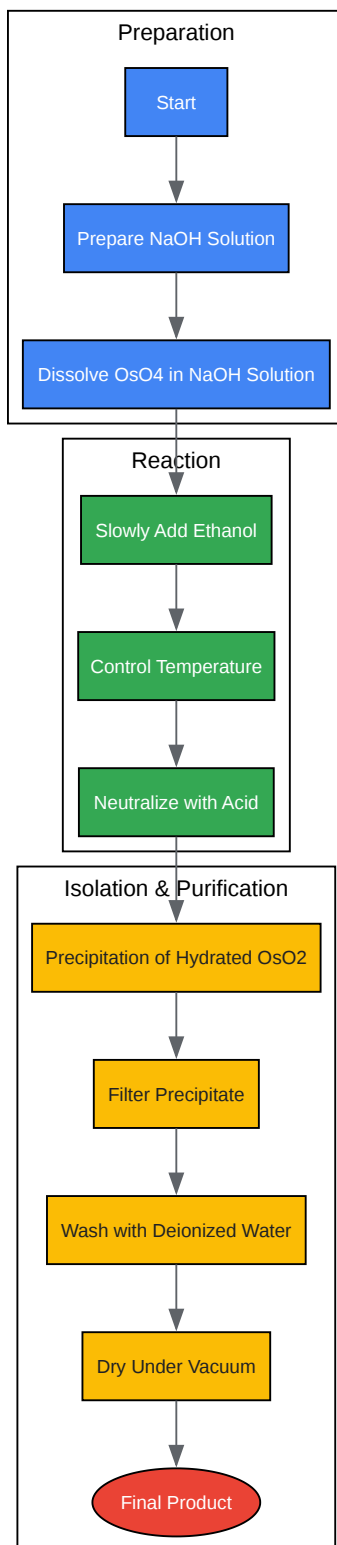 Preparation
Start
Prepare NaOH Solution
Dissolve OsO4 in NaOH Solution
Reaction
Slowly Add Ethanol
Control Temperature
Neutralize with Acid
Isolation & Purification
Precipitation of Hydrated OsO2
Filter Precipitate
Wash with Deionized Water
Dry Under Vacuum
Final Product